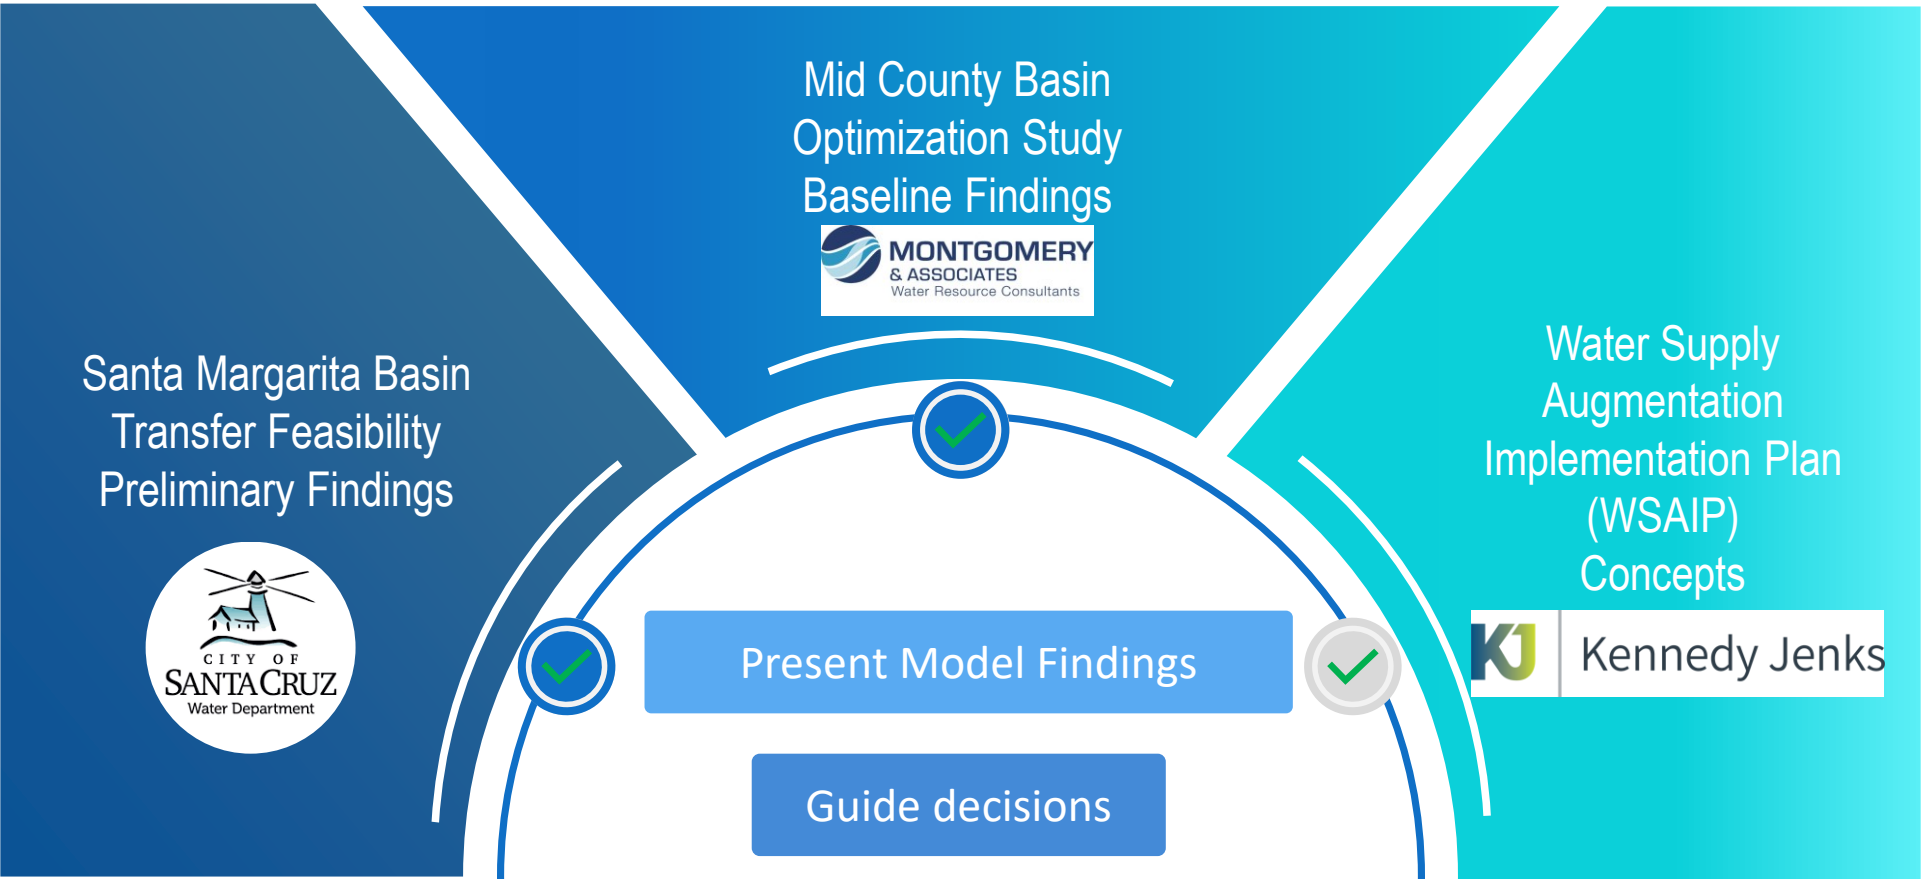 Mid County Basin
Optimization Study
Baseline Findings
MONTGOMERY
& ASSOCIATES
Water Resource Consultants
Santa Margarita Basin
Transfer Feasibility
Preliminary Findings
CITY OF
SANTA CRUZ
Water Department
Water Supply
Augmentation
Implementation Plan
(WSAIP)
Concepts
KJ
Kennedy Jenks
Present Model Findings
Guide decisions